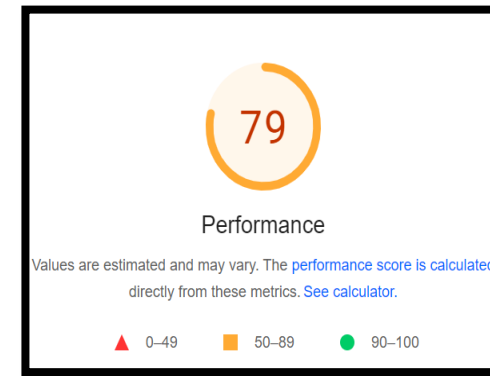 79
Performance
Values are estimated and may vary. The performance score is calculated
directly from these metrics. See calculator.
0–49 50–89 90–100